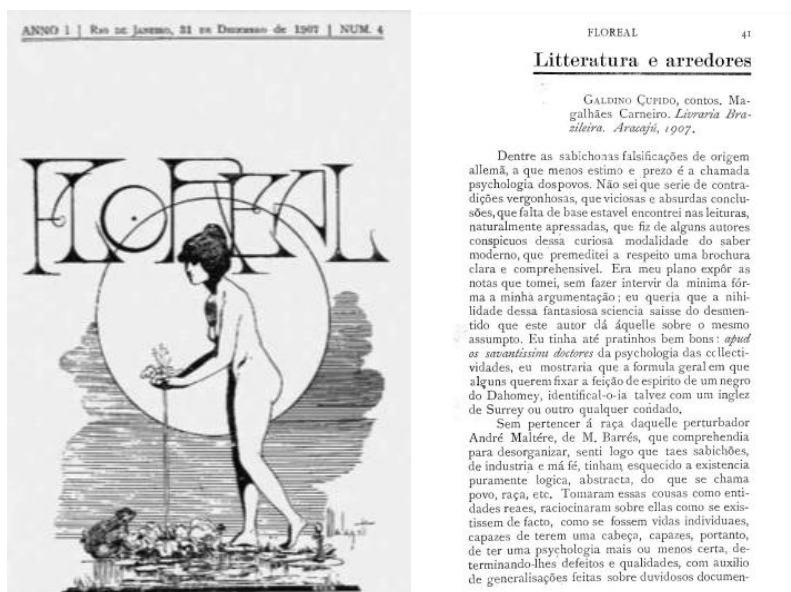 ANNO 1 | RIO DE JANEIRO, 31 DE DEZEMBRO de 1907 | NUM. 4
FLOREAL
FLOREAL 41
Litteratura e arredores
GALDINO CUPIDO, contos. Ma-
galhães Carneiro. Livraria Bra-
zileira. Aracajú, 1907.
Dentre as sabichonas falsificações de origem
allemã, a que menos estimo e prezo é a chamada
psychologia dospovos. Não sei que serie de contra-
dições vergonhosas, que viciosas e absurdas conclu-
sões, que falta de base estavel encontrei nas leituras,
naturalmente apressadas, que fiz de alguns autores
conspicuos dessa curiosa modalidade do saber
moderno, que premeditei a respeito uma brochura
clara e comprehensivel. Era meu plano expôr as
notas que tomei, sem fazer intervir da minima fór-
ma a minha argumentação; eu queria que a nihi-
lidade dessa fantasiosa sciencia saisse do desmen-
tido que este autor dá áquelle sobre o mesmo
assumpto. Eu tinha até pratinhos bem bons: apud
os savantissimi doctores da psychologia das collecti-
vidades, eu mostraria que a formula geral em que
alguns querem fixar a feição de espirito de um negro
do Dahomey, identifical-o-ia talvez com um inglez
de Surrey ou outro qualquer condado.
Sem pertencer á raça daquelle perturbador
André Maltére, de M. Barrés, que comprehendia
para desorganizar, senti logo que taes sabichões,
de industria e má fé, tinham esquecido a existencia
puramente logica, abstracta, do que se chama
povo, raça, etc. Tomaram essas cousas como enti-
dades reaes, raciocinaram sobre ellas como se exis-
tissem de facto, como se fossem vidas individuaes,
capazes de terem uma cabeça, capazes, portanto,
de ter uma psychologia mais ou menos certa, de-
terminando-lhes defeitos e qualidades, com auxilio
de generalisações feitas sobre duvidosos documen-